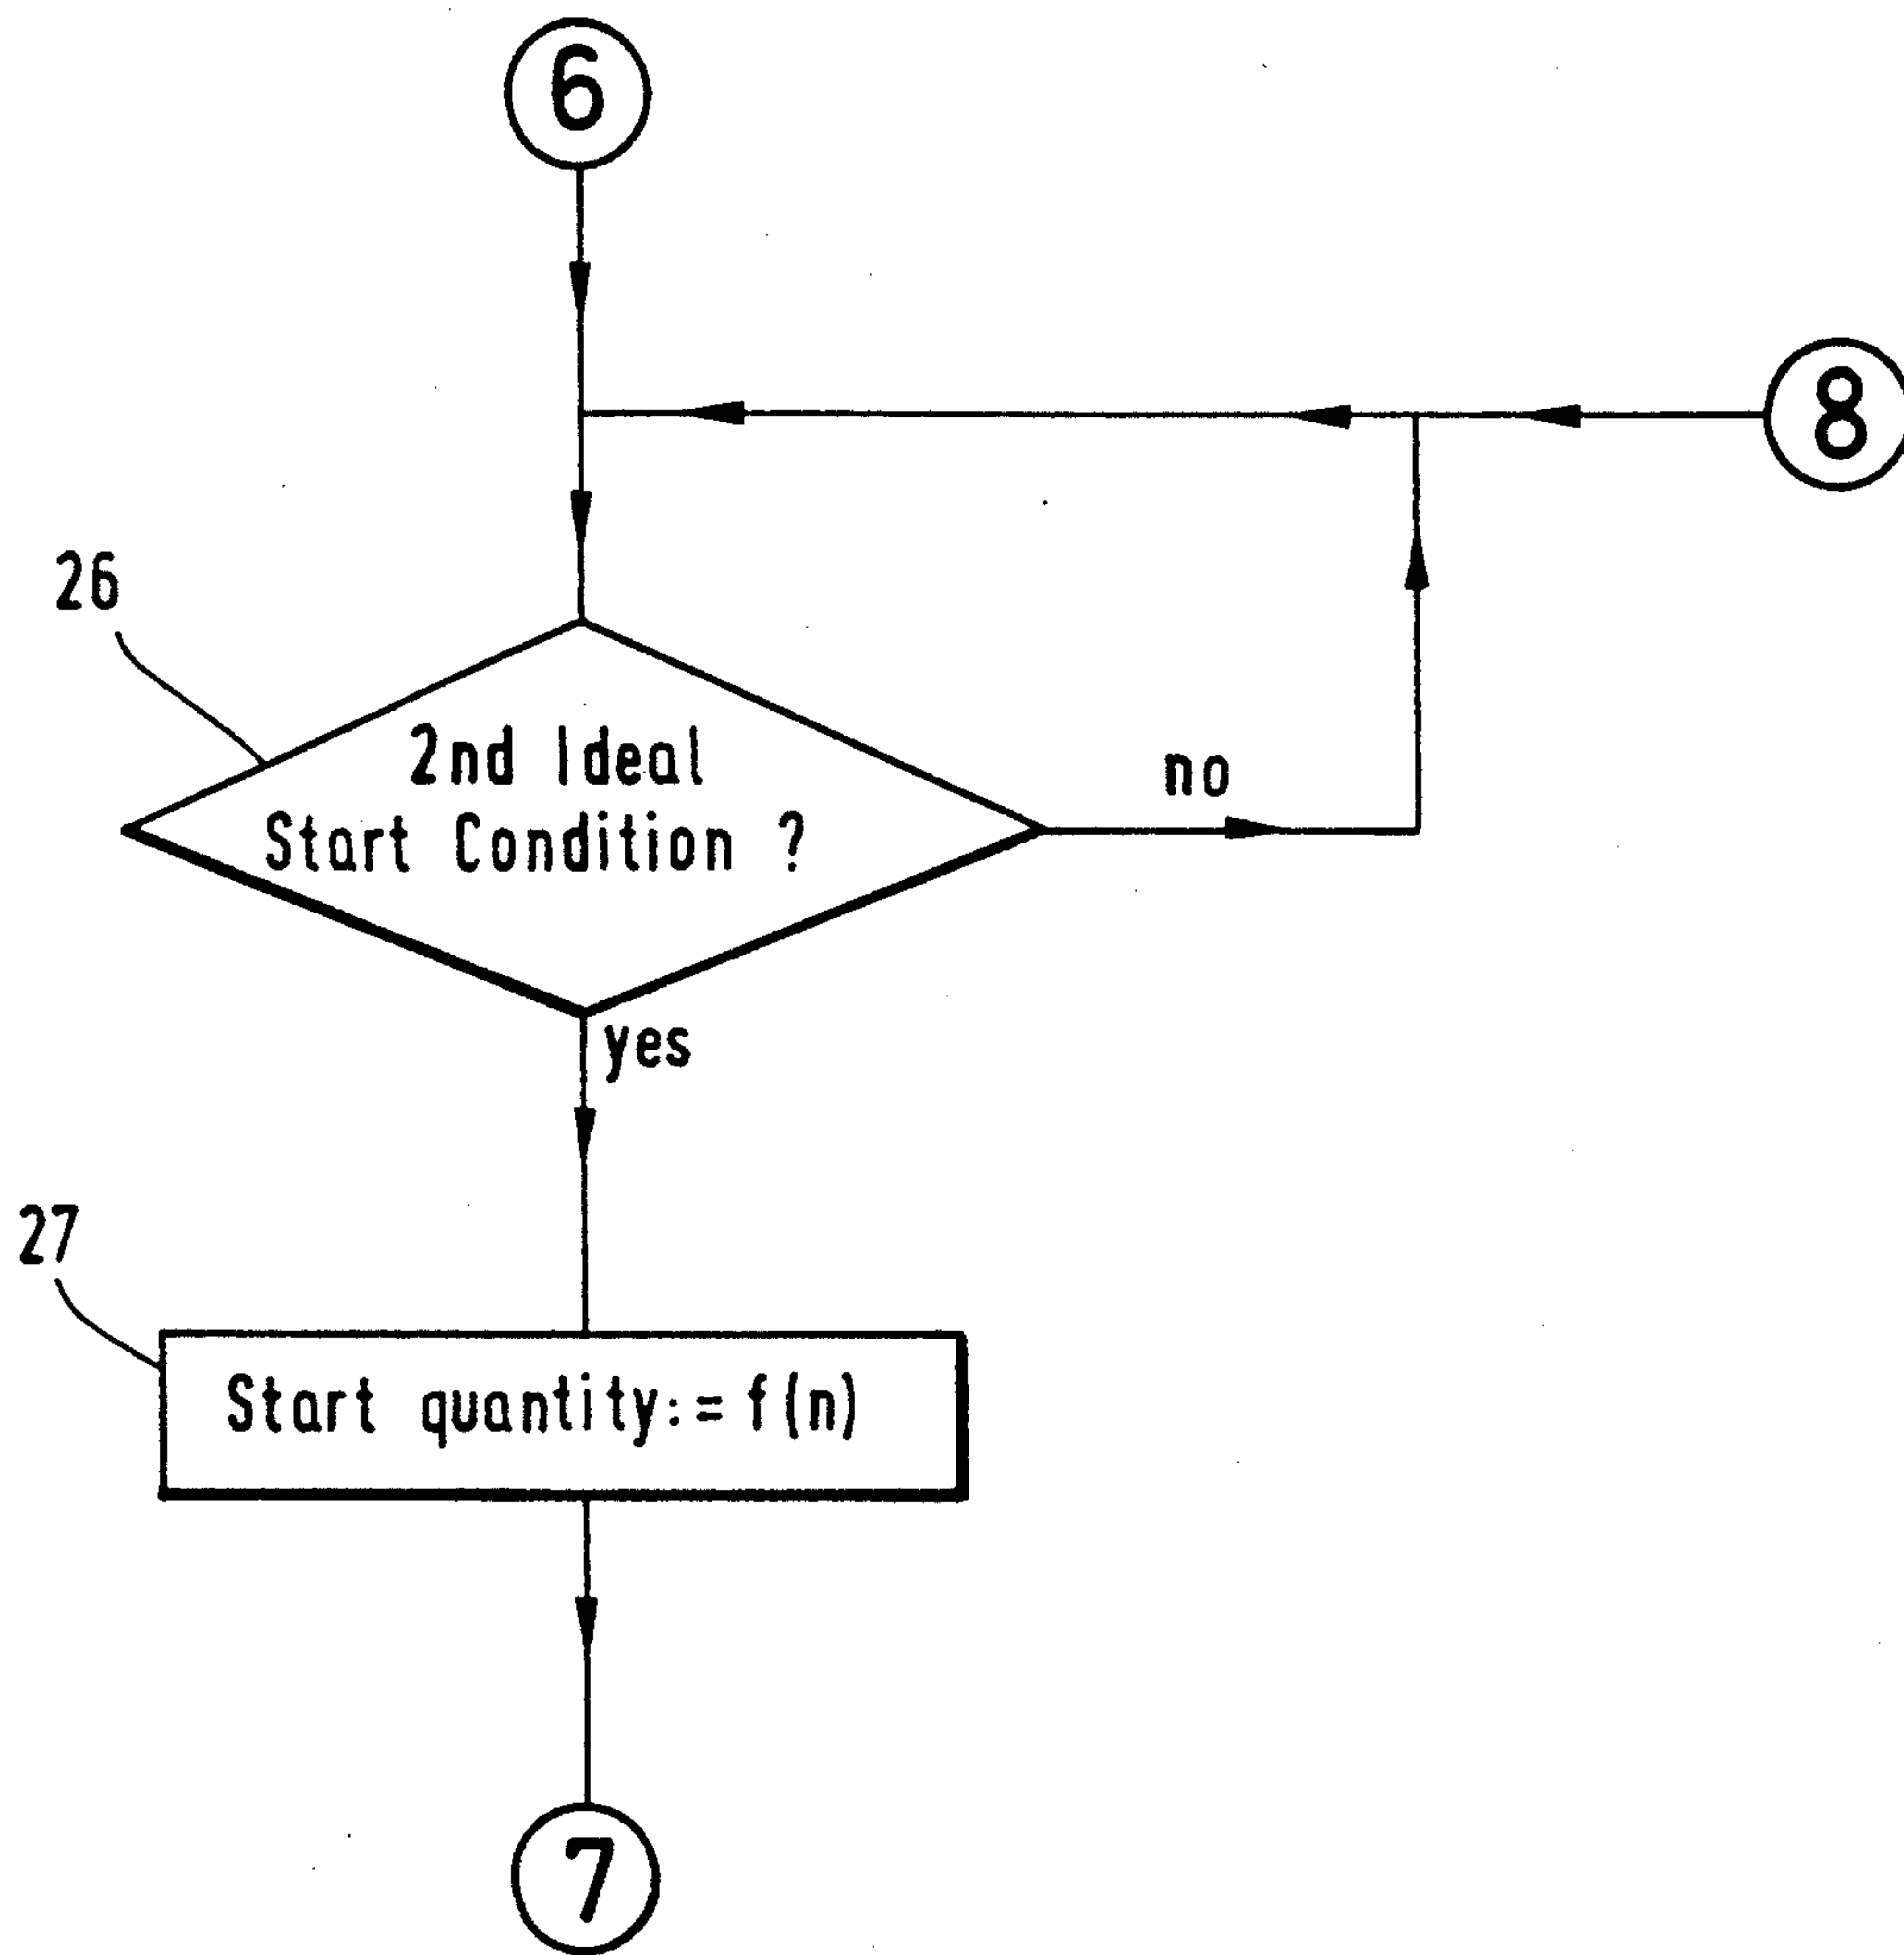 6
8
26
2nd Ideal
Start Condition ?
no
yes
27
Start quantity:= f(n)
7